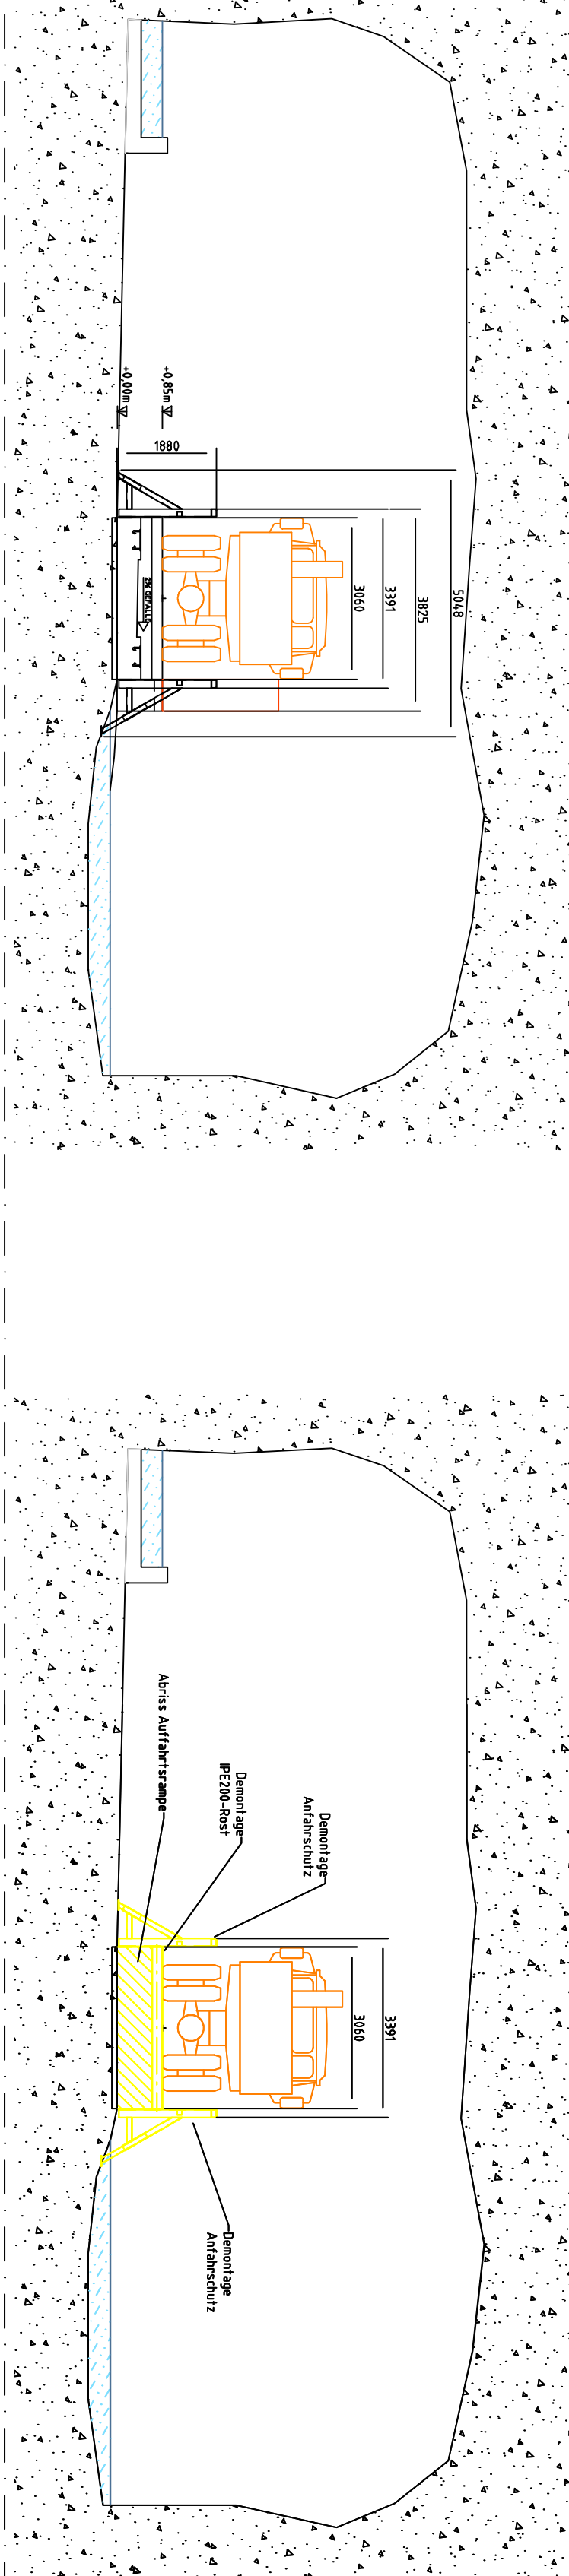 +0,00m
+0,85m
1880
2% GEFÄLLE
3060
3391
3825
5048
Abriss Auffahrtsrampe
Demontage
IPE200-Rost
Demontage
Anfahrschutz
3060
3391
Demontage
Anfahrschutz